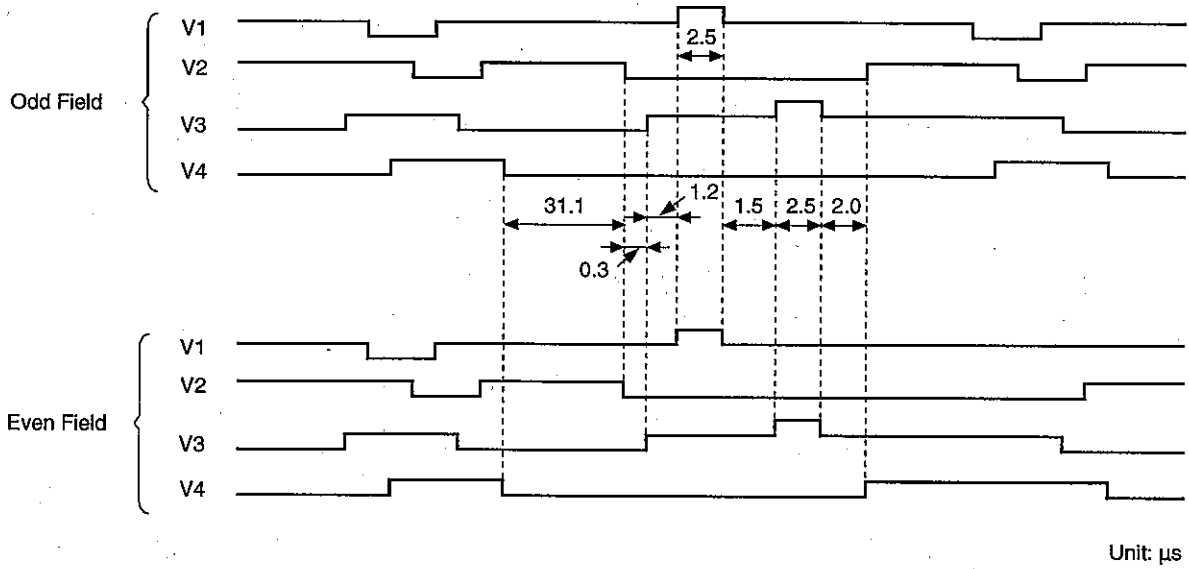 Odd Field
V1
2.5
V2
V3
V4
31.1
1.2
1.5
2.5
2.0
0.3
Even Field
V1
V2
V3
V4
Unit: μs